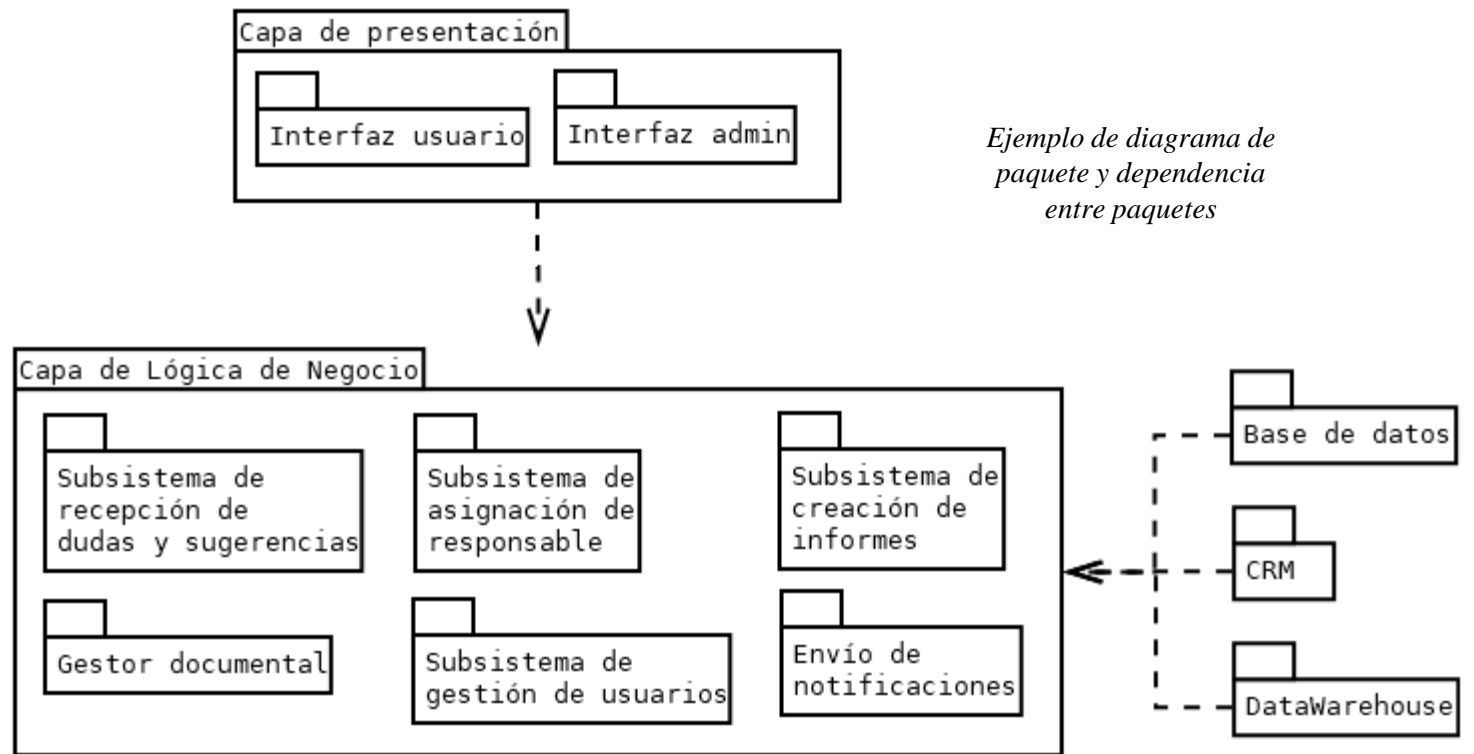 Capa de presentación
Interfaz usuario
Interfaz admin
Ejemplo de diagrama de
paquete y dependencia
entre paquetes
Capa de Lógica de Negocio
Subsistema de
recepción de
dudas y sugerencias
Subsistema de
asignación de
responsable
Subsistema de
creación de
informes
Gestor documental
Subsistema de
gestión de usuarios
Envío de
notificaciones
Base de datos
CRM
DataWarehouse